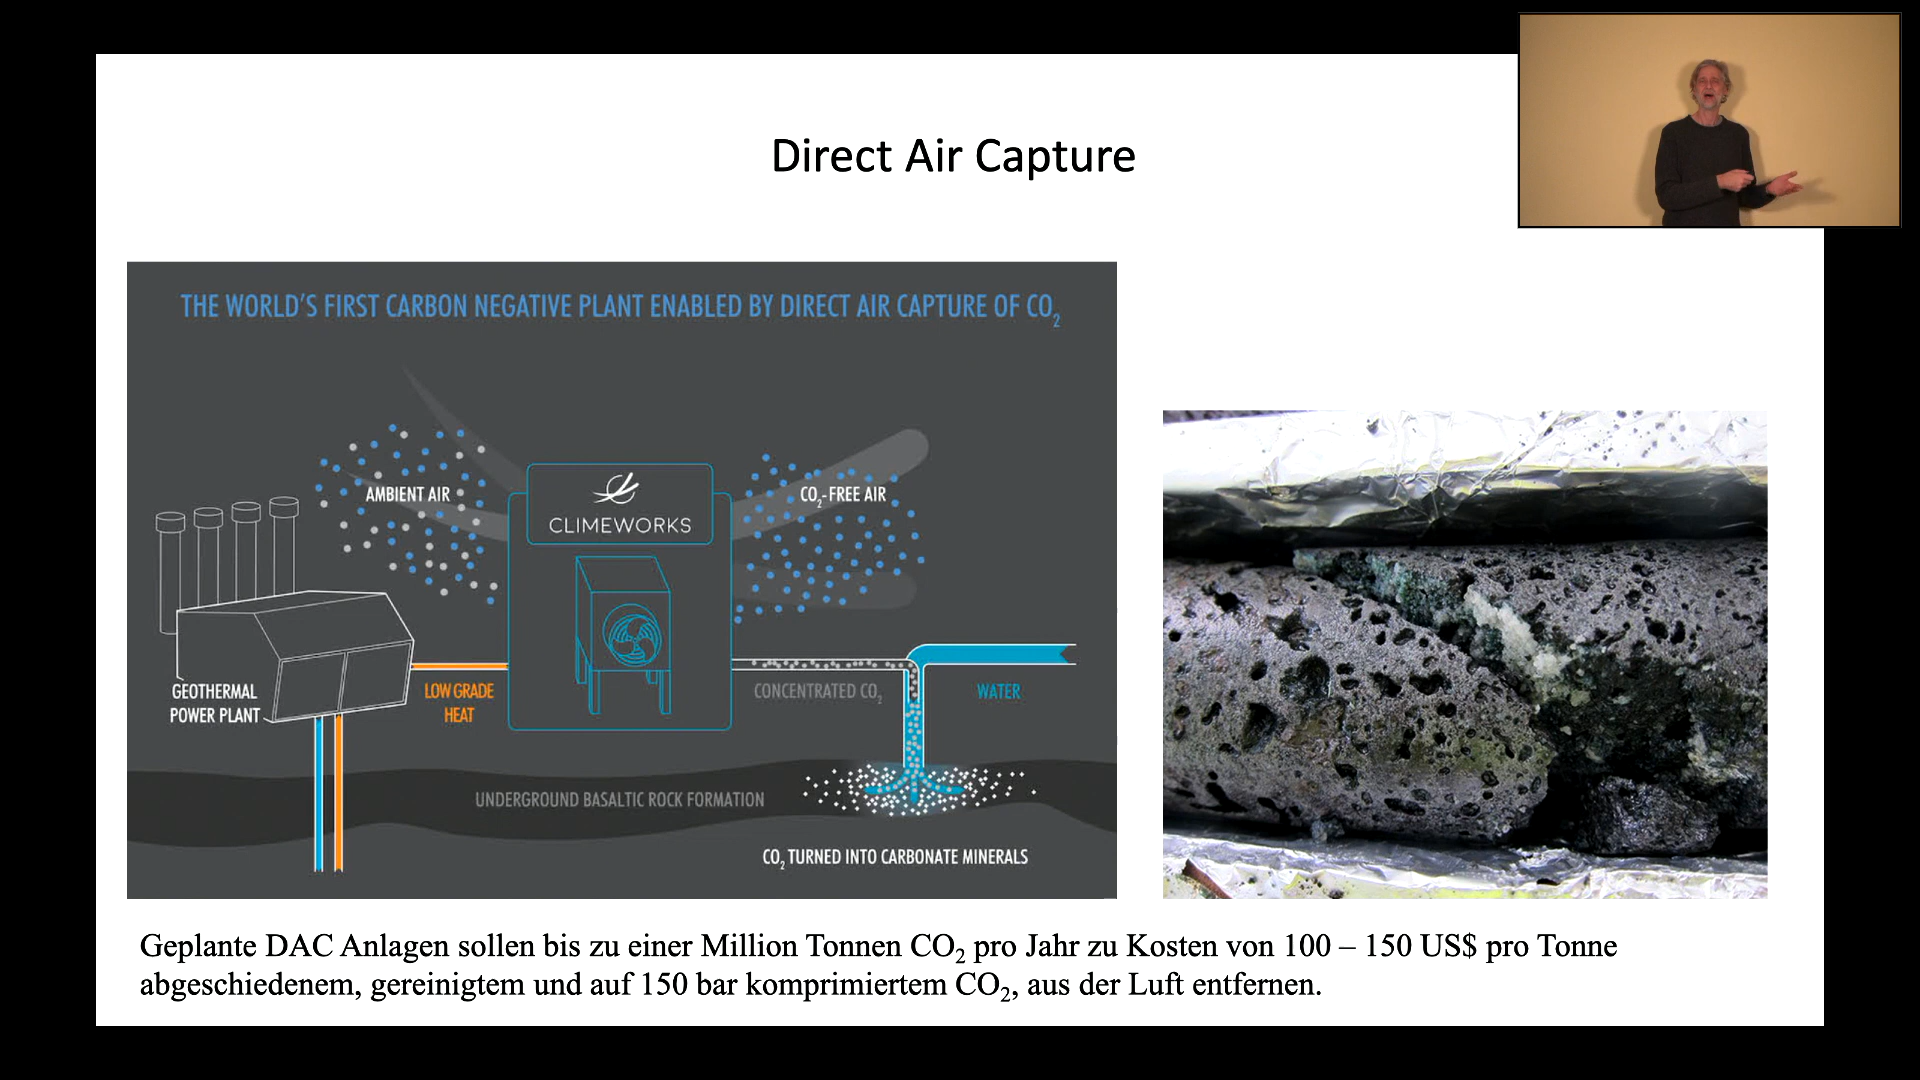 Direct Air Capture
THE WORLD'S FIRST CARBON NEGATIVE PLANT ENABLED BY DIRECT AIR CAPTURE OF CO₂
AMBIENT AIR
CLIMEWORKS
CO₂-FREE AIR
GEOTHERMAL
POWER PLANT
LOW GRADE
HEAT
CONCENTRATED CO₂
WATER
UNDERGROUND BASALTIC ROCK FORMATION
CO₂ TURNED INTO CARBONATE MINERALS
Geplante DAC Anlagen sollen bis zu einer Million Tonnen CO₂ pro Jahr zu Kosten von 100 – 150 US$ pro Tonne
abgeschiedenem, gereinigtem und auf 150 bar komprimiertem CO₂, aus der Luft entfernen.